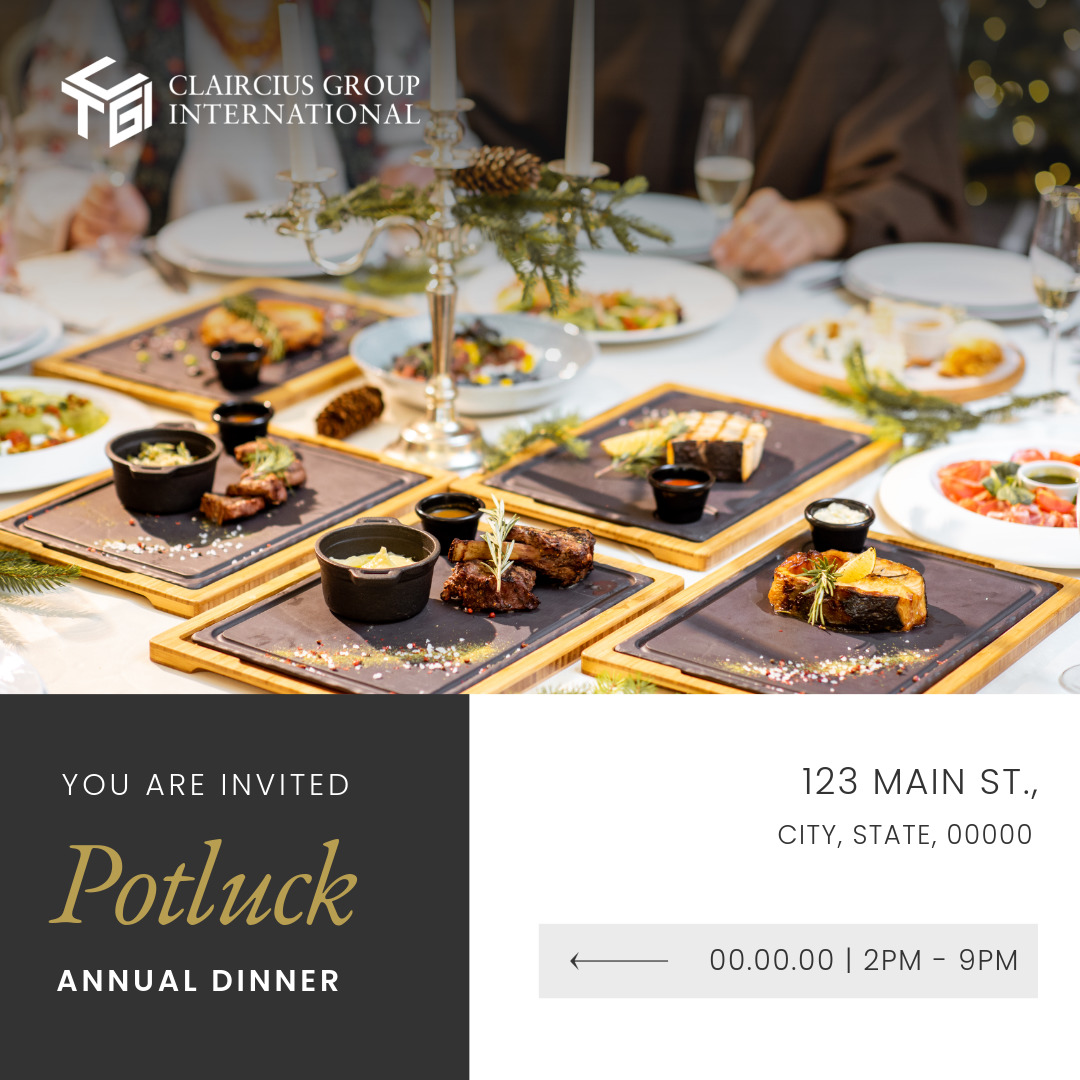 CLAIRCIUS GROUP
INTERNATIONAL
YOU ARE INVITED
Potluck
ANNUAL DINNER
123 MAIN ST.,
CITY, STATE, 00000
00.00.00 | 2PM - 9PM